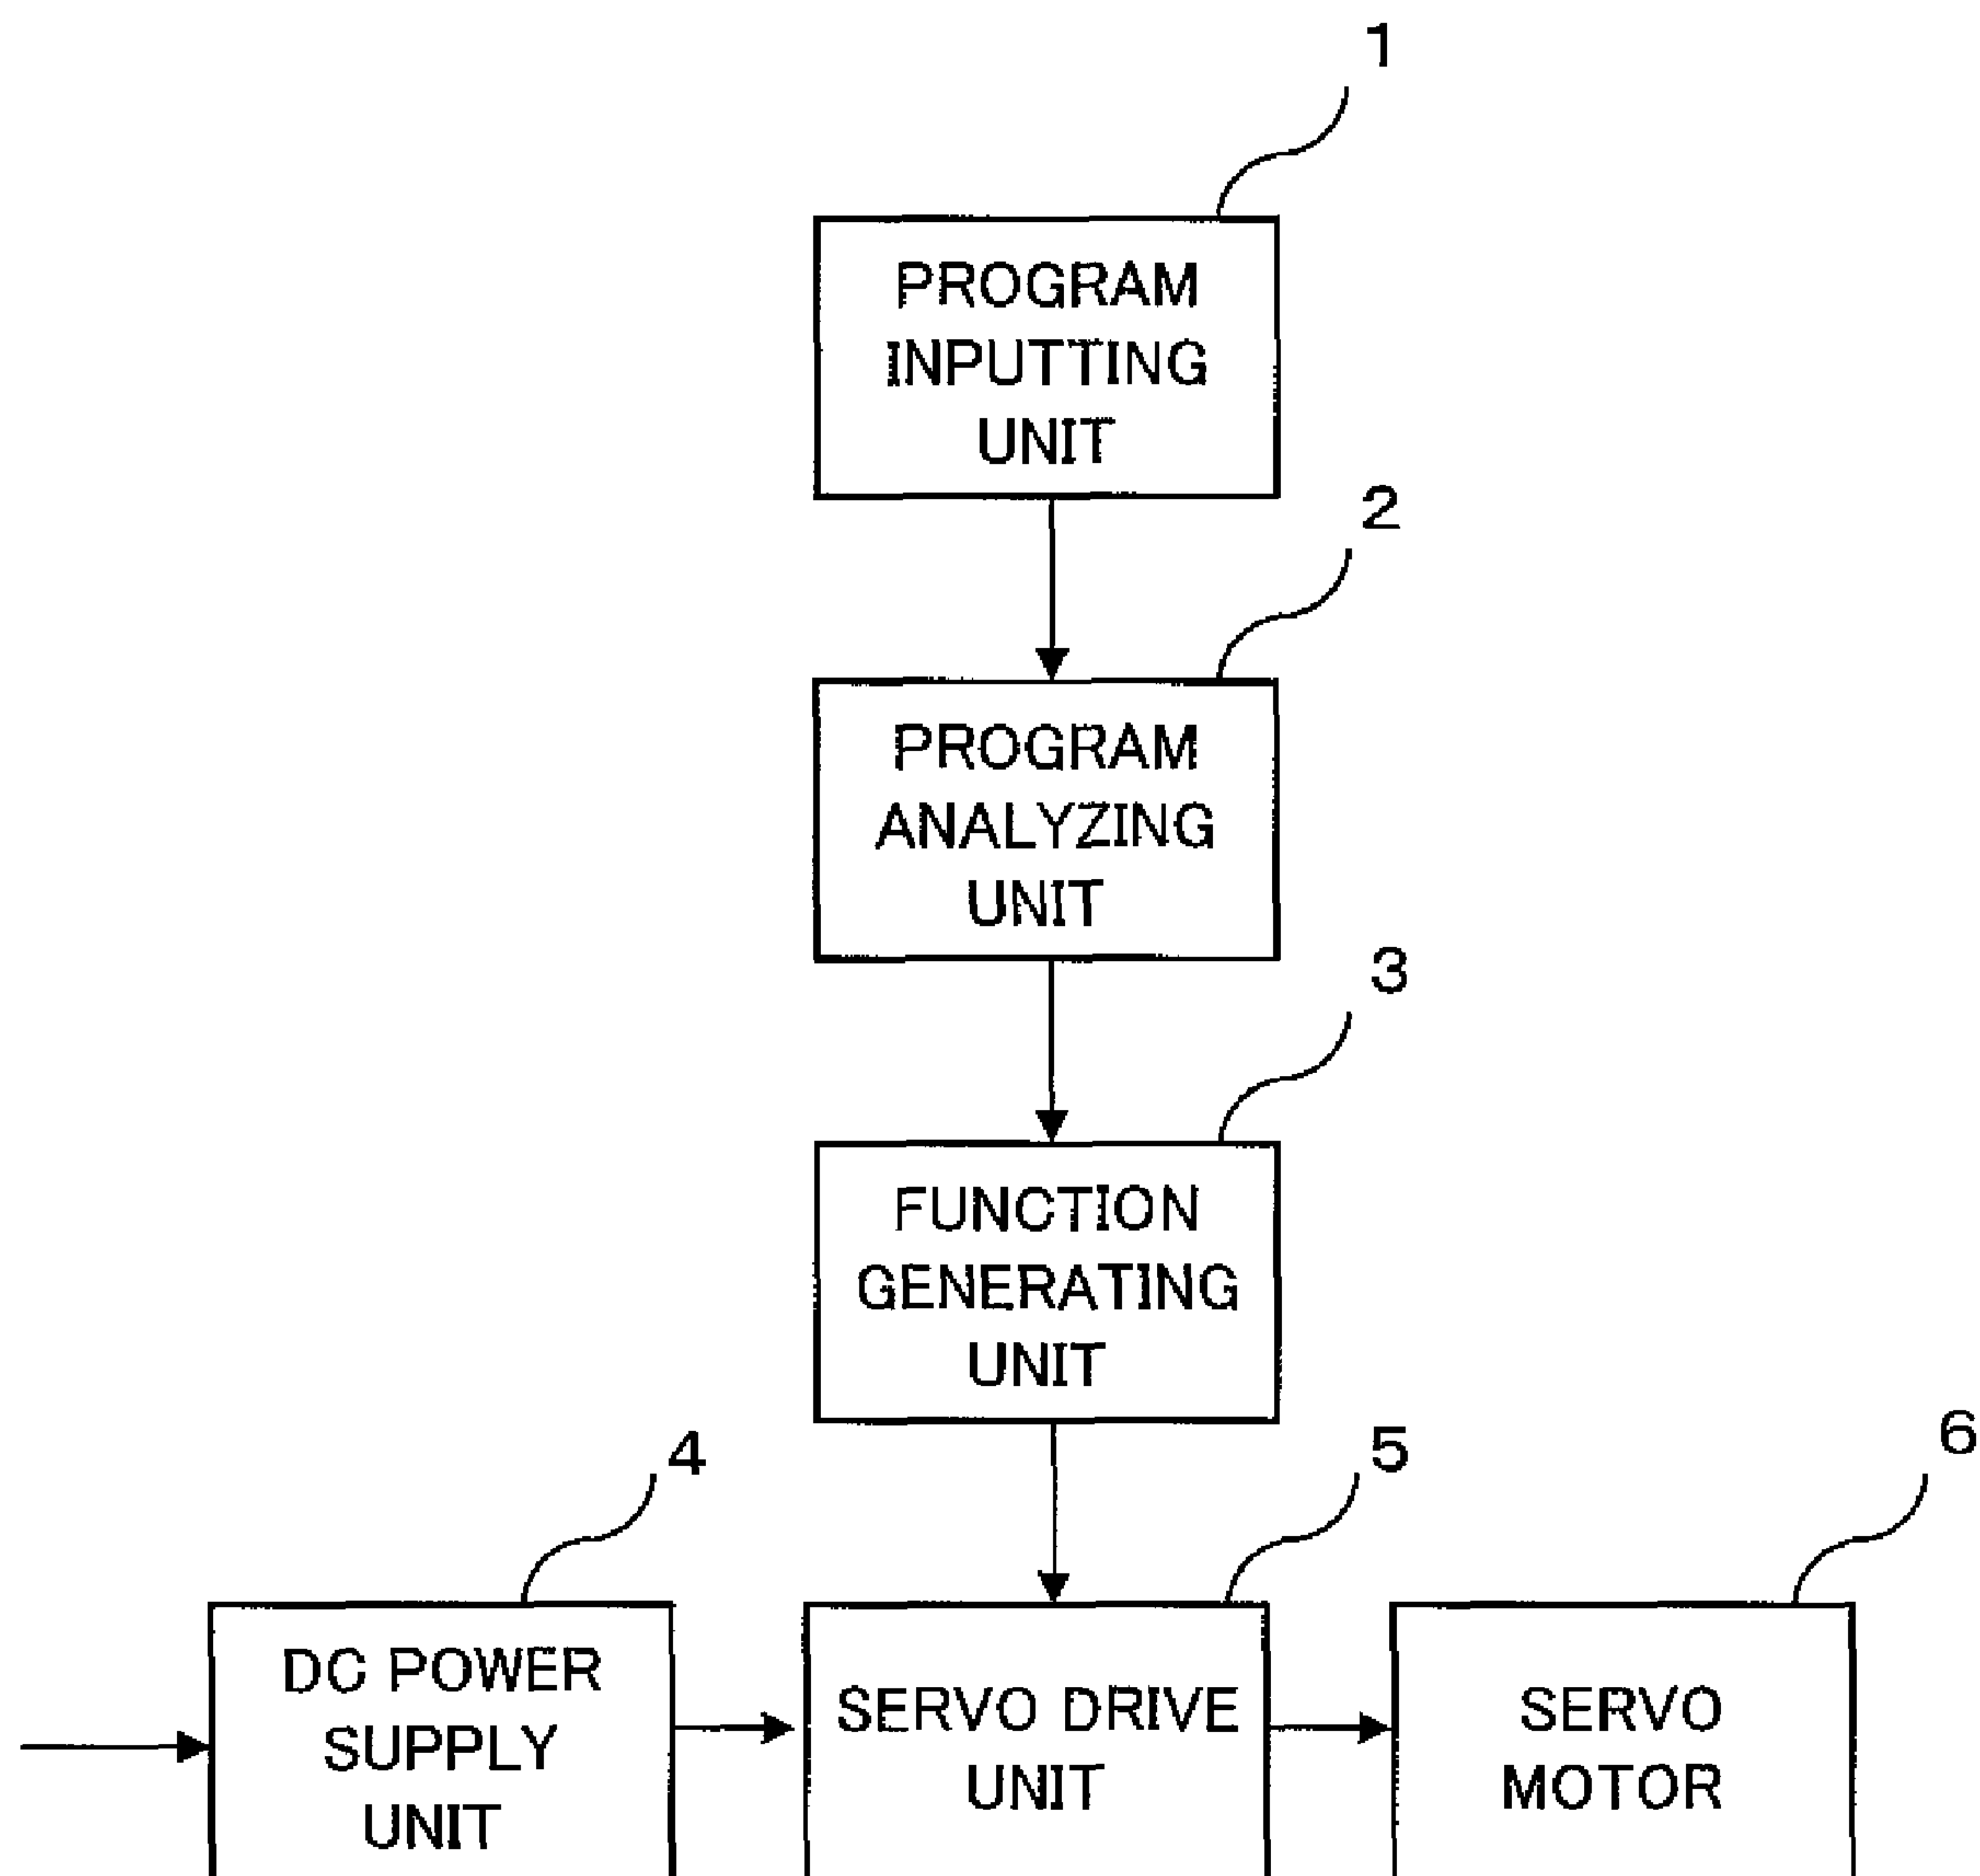 1
PROGRAM
INPUTTING
UNIT
2
PROGRAM
ANALYZING
UNIT
3
FUNCTION
GENERATING
UNIT
4
5
6
DC POWER
SUPPLY
UNIT
SERVO DRIVE
UNIT
SERVO
MOTOR